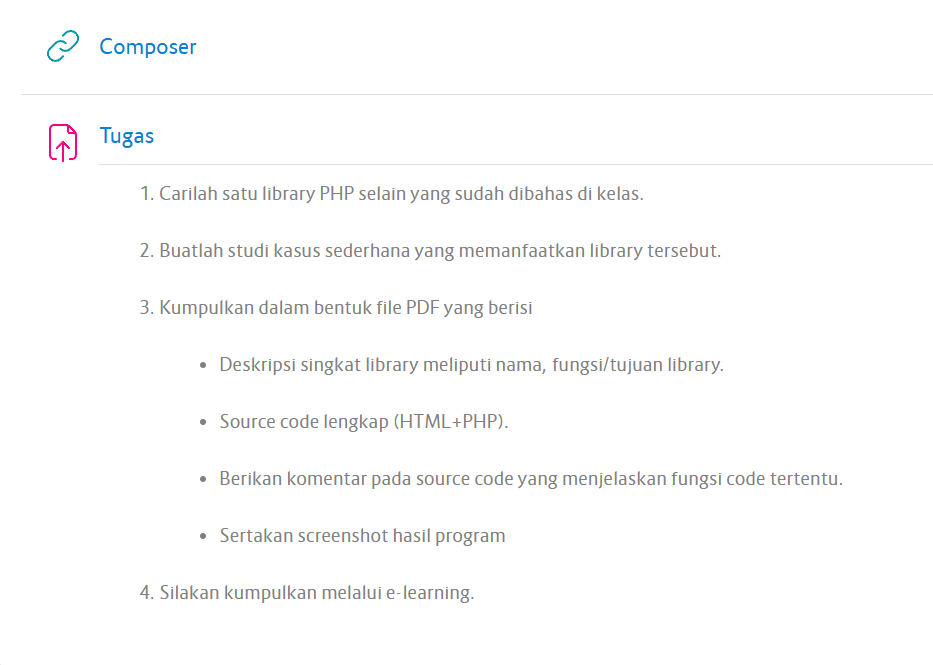 Composer
Tugas
1. Carilah satu library PHP selain yang sudah dibahas di kelas.
2. Buatlah studi kasus sederhana yang memanfaatkan library tersebut.
3. Kumpulkan dalam bentuk file PDF yang berisi
• Deskripsi singkat library meliputi nama, fungsi/tujuan library.
• Source code lengkap (HTML+PHP).
• Berikan komentar pada source code yang menjelaskan fungsi code tertentu.
• Sertakan screenshot hasil program
4. Silakan kumpulkan melalui e-learning.